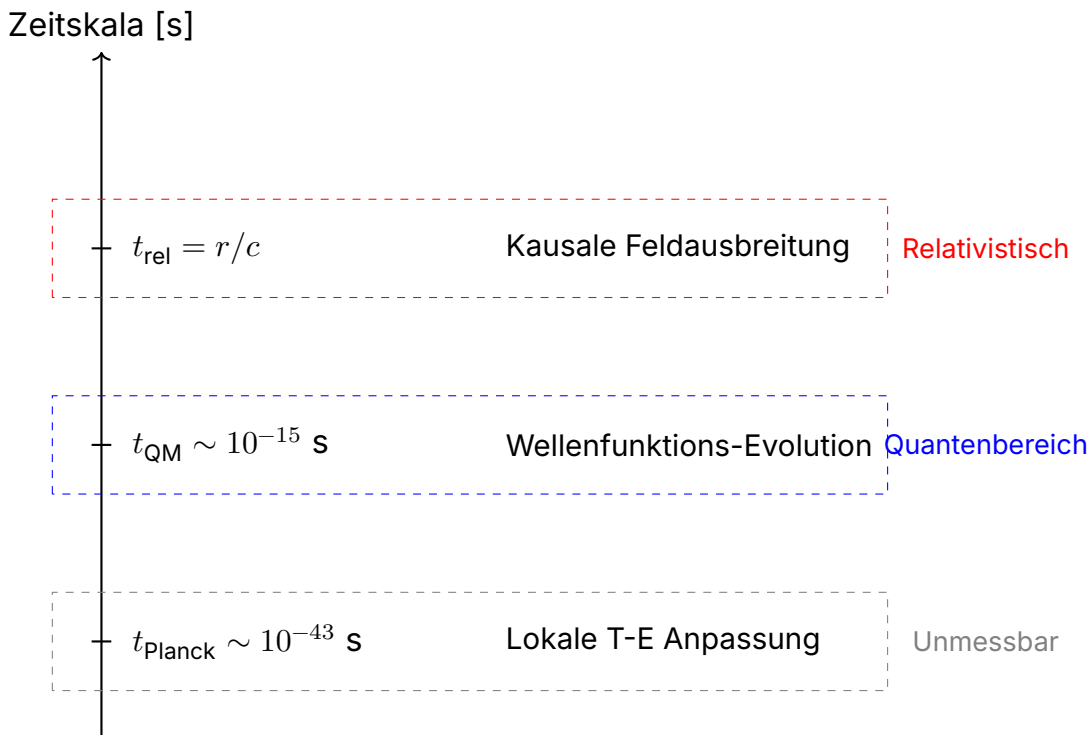 Zeitskala [s]
t_rel = r/c Kausale Feldausbreitung Relativistisch
t_QM ∼ 10^−15 s Wellenfunktions-Evolution Quantenbereich
t_Planck ∼ 10^−43 s Lokale T-E Anpassung Unmessbar